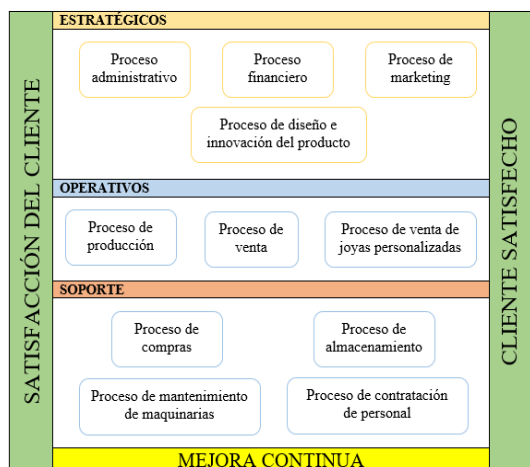 SATISFACCIÓN DEL CLIENTE
ESTRATÉGICOS
Proceso
administrativo
Proceso
financiero
Proceso de
marketing
Proceso de diseño e
innovación del producto
OPERATIVOS
Proceso de
producción
Proceso de
venta
Proceso de venta de
joyas personalizadas
SOPORTE
Proceso de
compras
Proceso de
almacenamiento
Proceso de mantenimiento
de maquinarias
Proceso de contratación
de personal
MEJORA CONTINUA
CLIENTE SATISFECHO